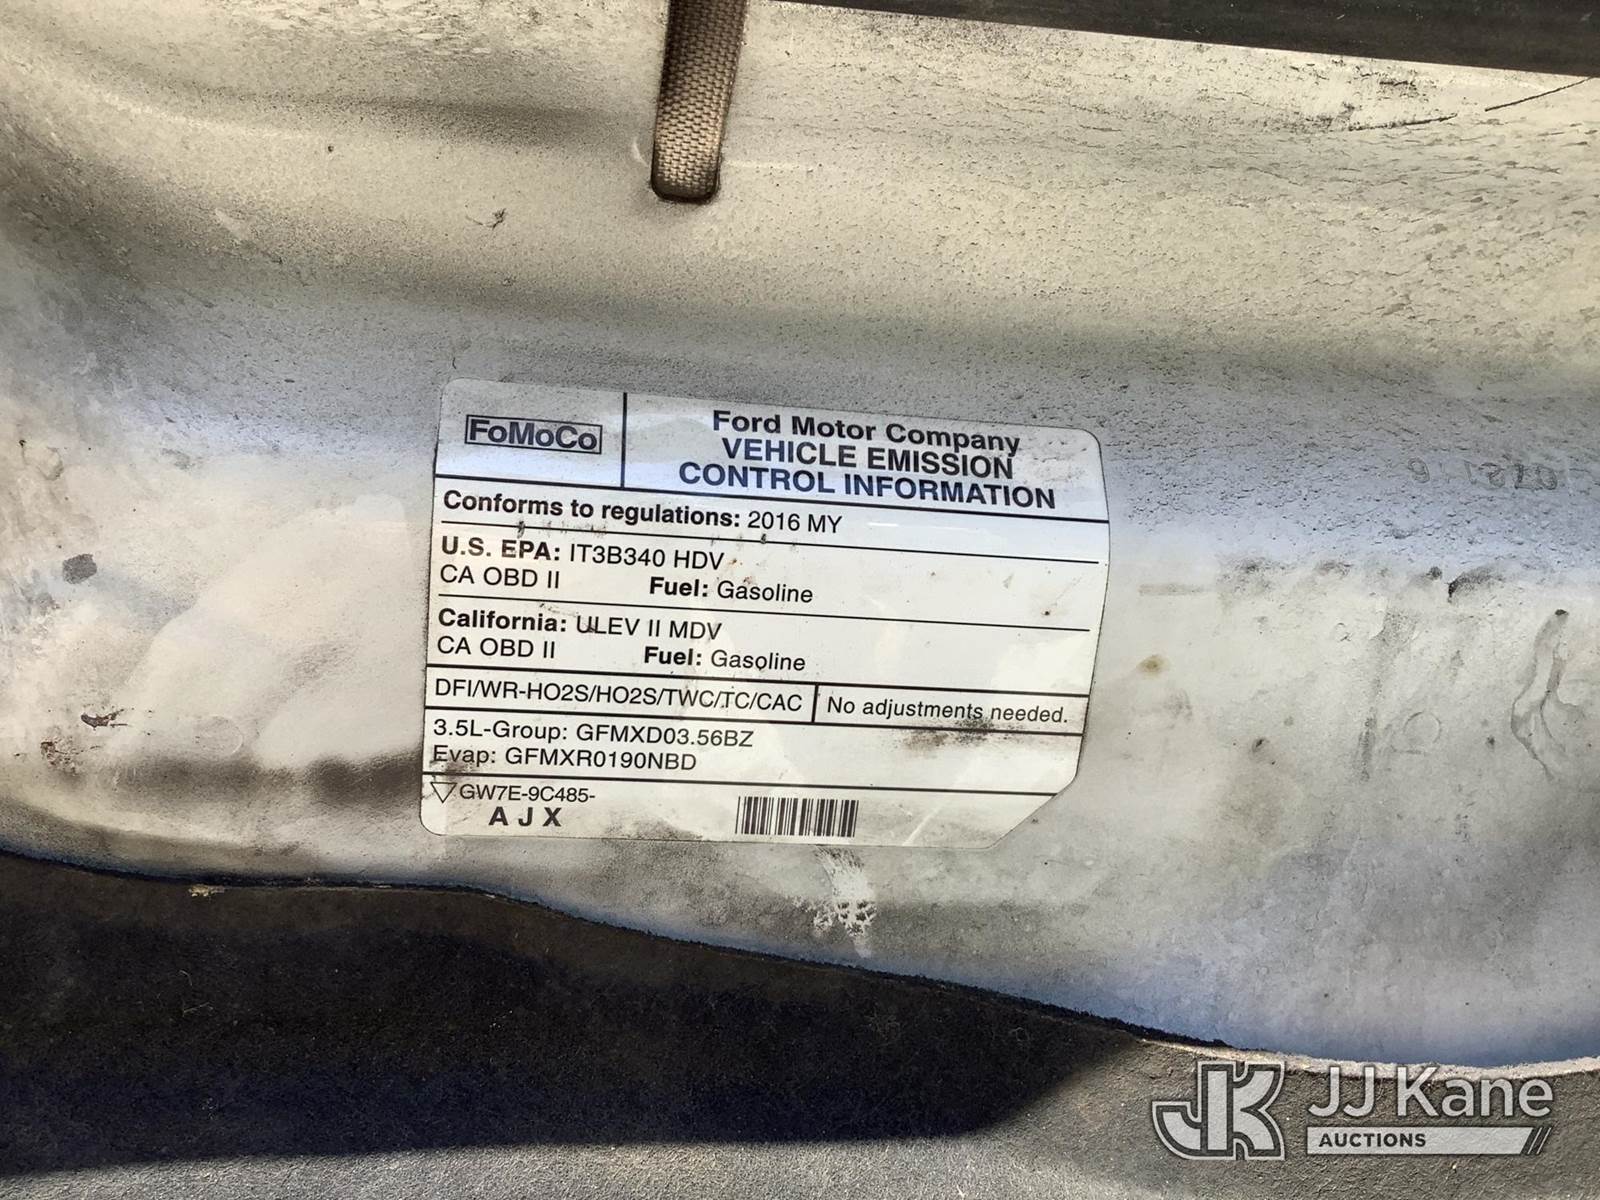 FoMoCo
Ford Motor Company
VEHICLE EMISSION
CONTROL INFORMATION
Conforms to regulations: 2016 MY
U.S. EPA: IT3B340 HDV
CA OBD II Fuel: Gasoline
California: ULEV II MDV
CA OBD II Fuel: Gasoline
DFI/WR-HO2S/HO2S/TWC/TC/CAC No adjustments needed.
3.5L-Group: GFMXD03.56BZ
Evap: GFMXR0190NBD
GW7E-9C485-
A J X
JK JJ Kane
AUCTIONS